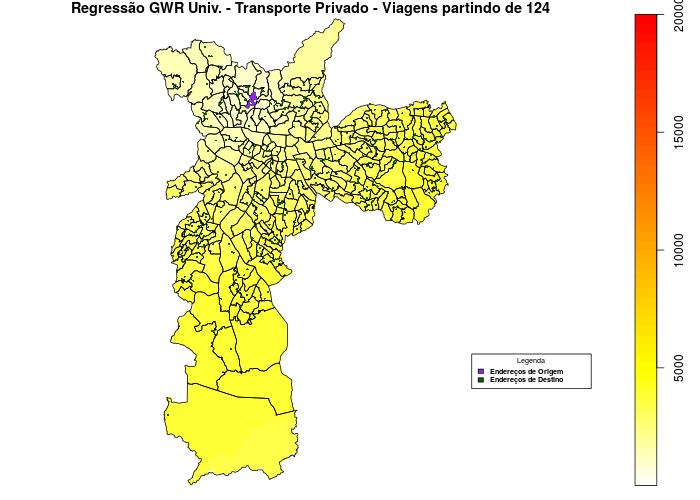 Regressão GWR Univ. - Transporte Privado - Viagens partindo de 124
20000
15000
10000
5000
Legenda
Endereços de Origem
Endereços de Destino